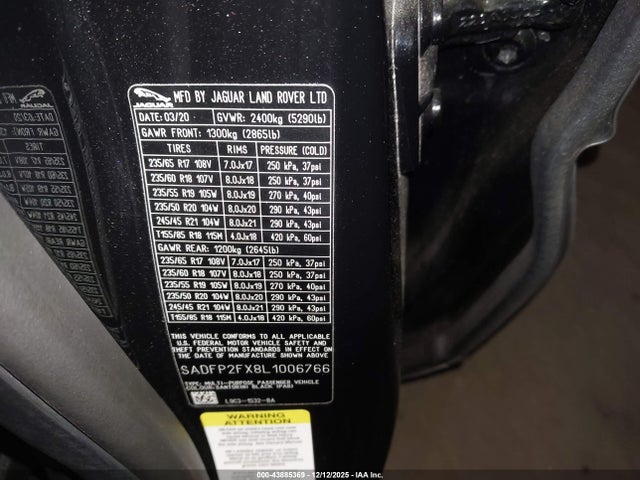 JAGUAR
MFD BY JAGUAR LAND ROVER LTD
DATE: 03/20 GVWR: 2400kg (5290lb)
GAWR FRONT: 1300kg (2865lb)
TIRES RIMS PRESSURE (COLD)
235/65 R17 108V 7.0Jx17 250 kPa, 37psi
235/60 R18 107V 8.0Jx18 250 kPa, 37psi
235/55 R19 105W 8.0Jx19 270 kPa, 40psi
235/50 R20 104W 8.0Jx20 290 kPa, 43psi
245/45 R21 104W 8.0Jx21 290 kPa, 43psi
T155/85 R18 115M 4.0Jx18 420 kPa, 60psi
GAWR REAR: 1200kg (2645lb)
235/65 R17 108V 7.0Jx17 250 kPa, 37psi
235/60 R18 107V 8.0Jx18 250 kPa, 37psi
235/55 R19 105W 8.0Jx19 270 kPa, 40psi
235/50 R20 104W 8.0Jx20 290 kPa, 43psi
245/45 R21 104W 8.0Jx21 290 kPa, 43psi
T155/85 R18 115M 4.0Jx18 420 kPa, 60psi
THIS VEHICLE CONFORMS TO ALL APPLICABLE
U.S. FEDERAL MOTOR VEHICLE SAFETY AND
THEFT PREVENTION STANDARDS IN EFFECT ON THE
DATE OF MANUFACTURE SHOWN ABOVE.
SADFP2FX8L1006766
TYPE: MULTI-PURPOSE PASSENGER VEHICLE
COLOUR-SANTORINI BLACK (PAB)
L9C3-1532-BA
WARNING
000-43885369 - 12/12/2025 - IAA Inc.